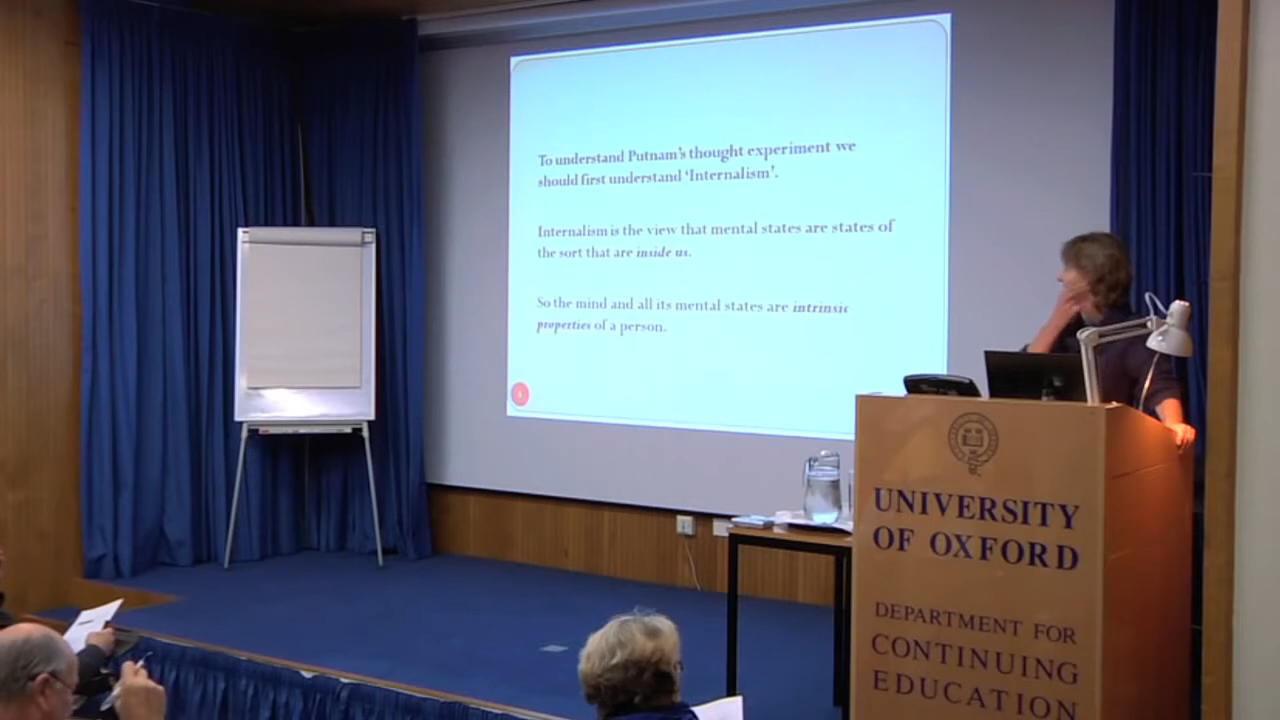 To understand Putnam's thought experiment we
should first understand 'Internalism'.
Internalism is the view that mental states are states of
the sort that are inside us.
So the mind and all its mental states are intrinsic
properties of a person.
UNIVERSITY
OF OXFORD
DEPARTMENT FOR
CONTINUING
EDUCATION